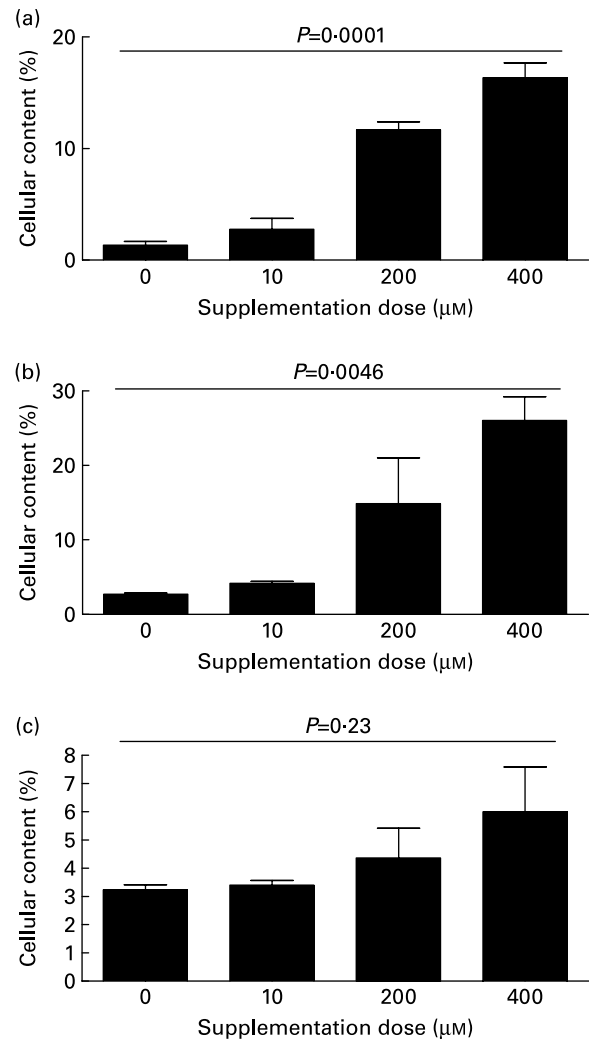 (a)
P=0·0001
20
10
0
Cellular content (%)
0 10 200 400
Supplementation dose (μM)
(b)
P=0·0046
30
20
10
0
Cellular content (%)
0 10 200 400
Supplementation dose (μM)
(c)
P=0·23
8
7
6
5
4
3
2
1
0
Cellular content (%)
0 10 200 400
Supplementation dose (μM)